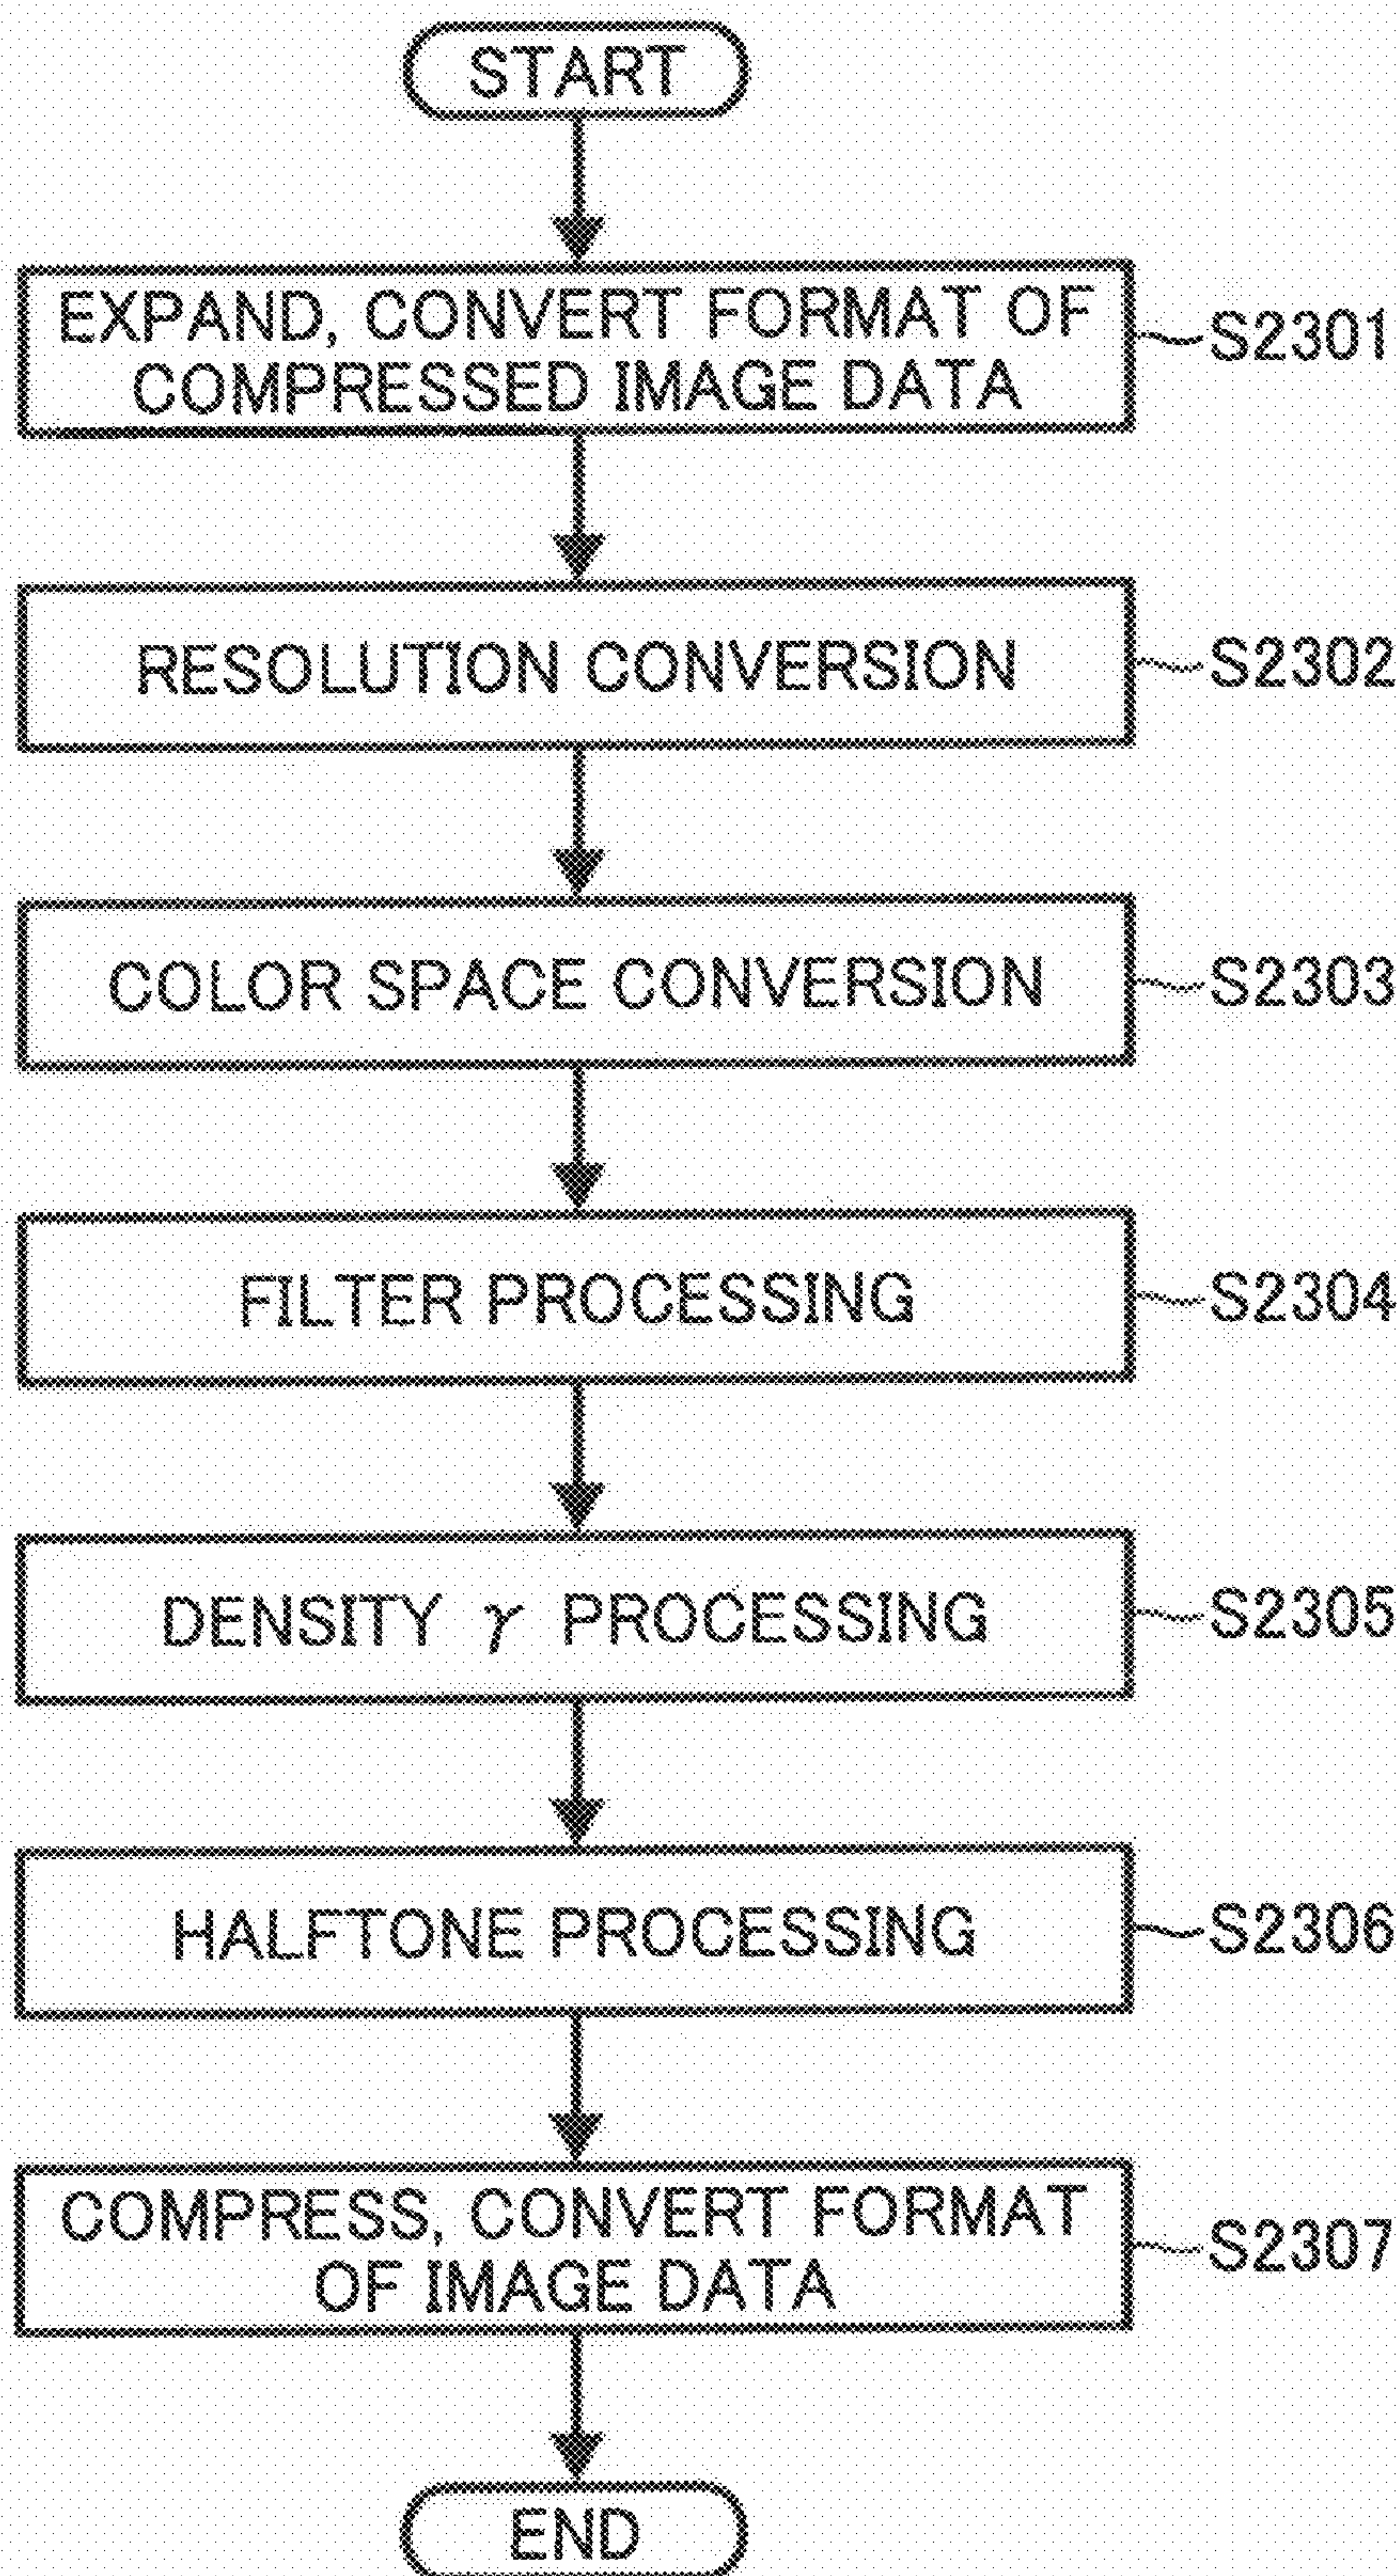 START
EXPAND, CONVERT FORMAT OF
COMPRESSED IMAGE DATA
S2301
RESOLUTION CONVERSION
S2302
COLOR SPACE CONVERSION
S2303
FILTER PROCESSING
S2304
DENSITY γ PROCESSING
S2305
HALFTONE PROCESSING
S2306
COMPRESS, CONVERT FORMAT
OF IMAGE DATA
S2307
END